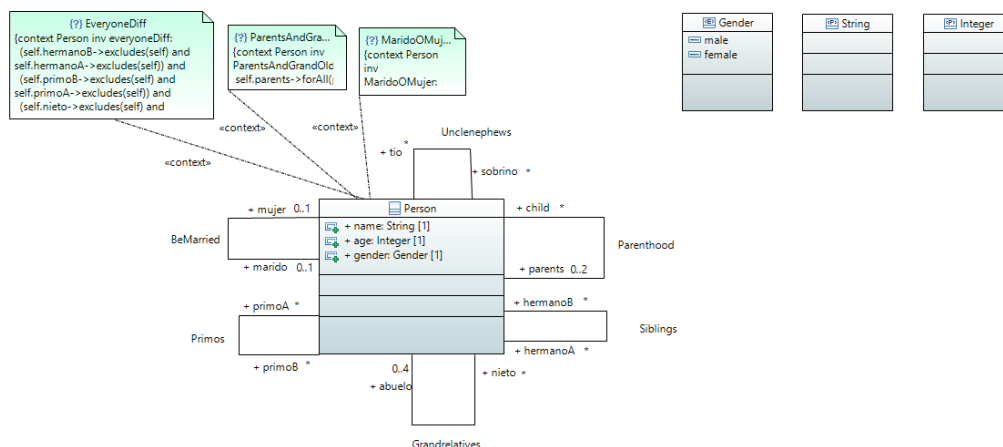 {?} EveryoneDiff
{context Person inv everyoneDiff:
(self.hermanoB->excludes(self) and
self.hermanoA->excludes(self)) and
(self.primoB->excludes(self) and
self.primoA->excludes(self)) and
(self.nieto->excludes(self) and
{?} ParentsAndGra...
{context Person inv
ParentsAndGrandOld
self.parents->forAll(
{?} MaridoOMuj...
{context Person
inv
MaridoOMujer:
«context»
«context»
«context»
Gender
male
female
String
Integer
Unclenephews
+ tío *
+ sobrino *
Person
+ name: String [1]
+ age: Integer [1]
+ gender: Gender [1]
+ mujer 0..1
BeMarried
+ marido 0..1
+ child *
Parenthood
+ parents 0..2
+ primoA *
Primos
+ primoB *
+ hermanoB *
Siblings
+ hermanoA *
0..4
+ abuelo
+ nieto *
Grandrelatives